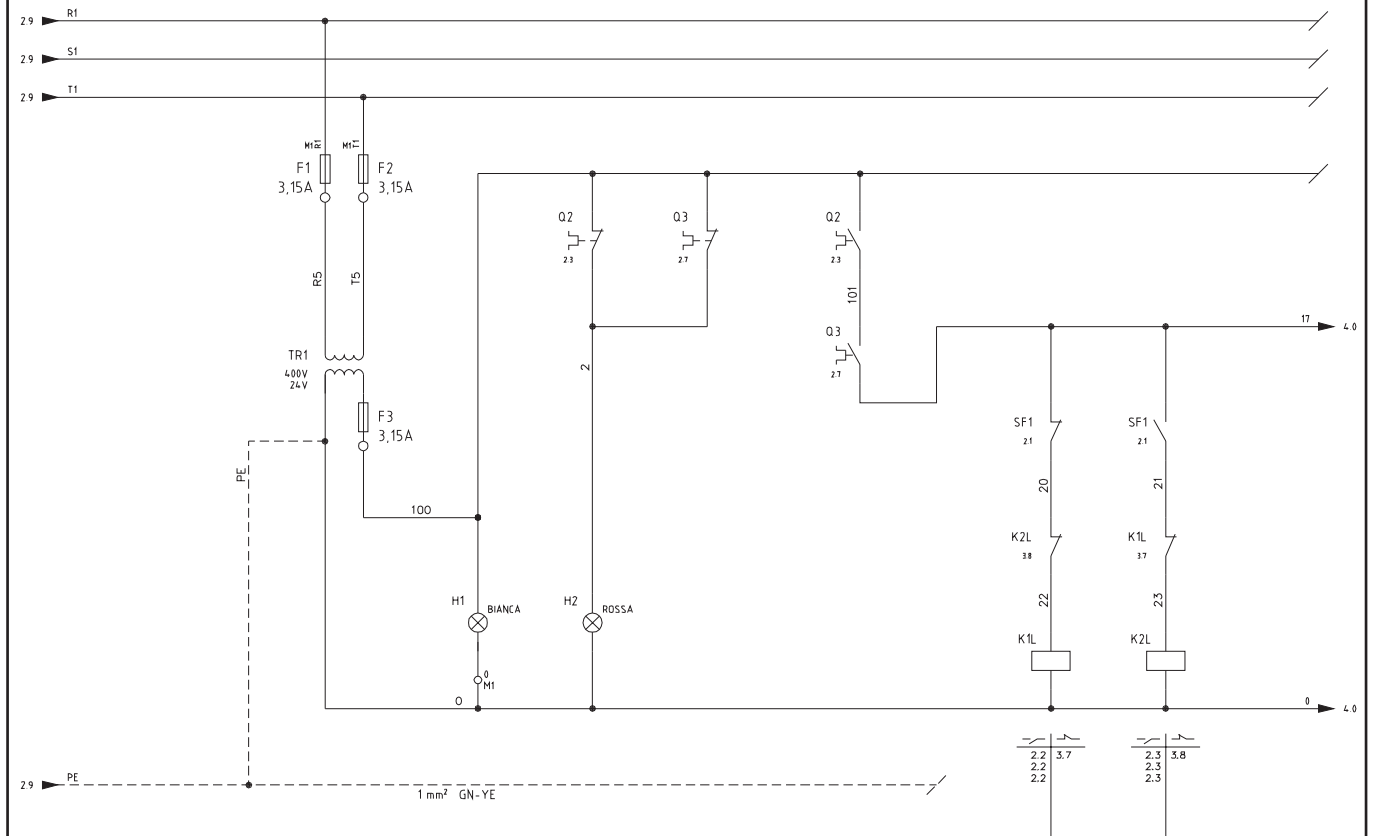 2.9 R1
2.9 S1
2.9 T1
M1 R1 M1 T1
F1 F2
3,15A 3,15A
Q2 Q3 Q2
2.3 2.7 2.3
R5 T5 101
17 4.0
Q3
2.7
TR1
400V
24V
2
F3
3,15A
SF1 SF1
2.1 2.1
PE
20 21
100
K2L K1L
3.8 3.7
H1 BIANCA H2 ROSSA
22 23
K1L K2L
0
M1
0 0 4.0
2.2 3.7 2.3 3.8
2.2 2.3
2.2 2.3
2.9 PE
1 mm² GN-YE